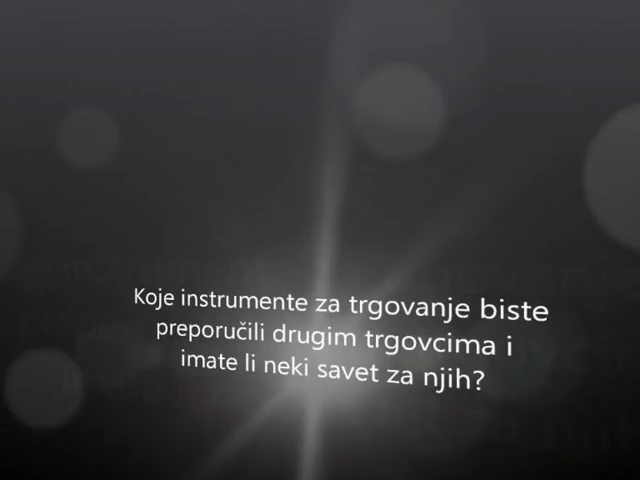 Koje instrumente za trgovanje biste
preporučili drugim trgovcima i
imate li neki savet za njih?